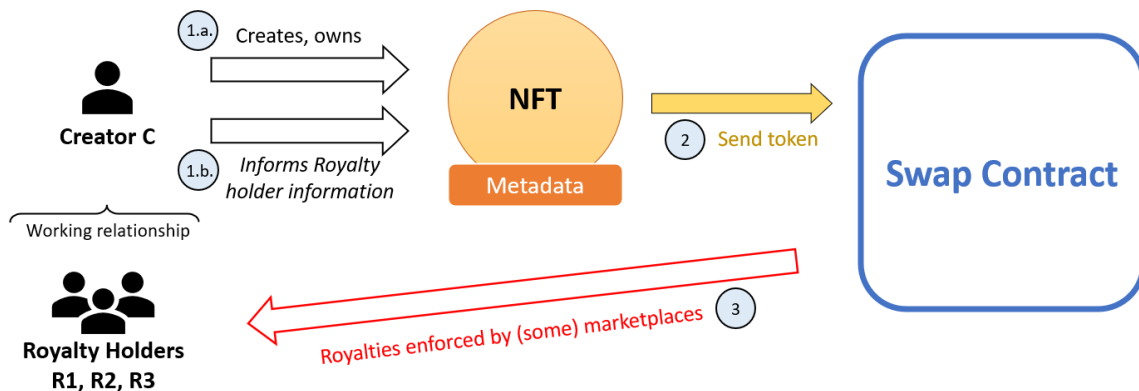 1.a.
Creates, owns
Creator C
1.b.
Informs Royalty
holder information
NFT
Metadata
2
Send token
Swap Contract
Working relationship
Royalties enforced by (some) marketplaces
3
Royalty Holders
R1, R2, R3